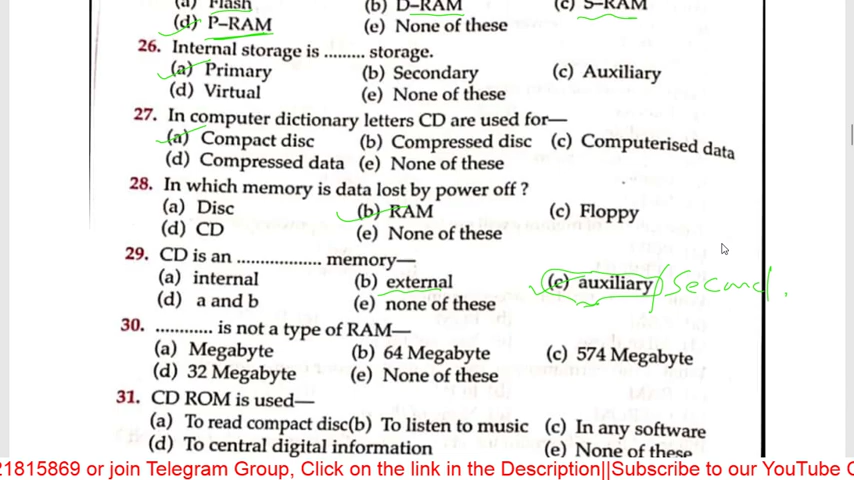 (a) Flash (b) D–RAM (c) S–RAM
(d) P–RAM (e) None of these
26. Internal storage is ......... storage.
(a) Primary (b) Secondary (c) Auxiliary
(d) Virtual (e) None of these
27. In computer dictionary letters CD are used for—
(a) Compact disc (b) Compressed disc (c) Computerised data
(d) Compressed data (e) None of these
28. In which memory is data lost by power off ?
(a) Disc (b) RAM (c) Floppy
(d) CD (e) None of these
29. CD is an .................. memory—
(a) internal (b) external (c) auxiliary / Second.
(d) a and b (e) none of these
30. ............ is not a type of RAM—
(a) Megabyte (b) 64 Megabyte (c) 574 Megabyte
(d) 32 Megabyte (e) None of these
31. CD ROM is used—
(a) To read compact disc(b) To listen to music (c) In any software
(d) To central digital information (e) None of these
21815869 or join Telegram Group, Click on the link in the Description||Subscribe to our YouTube C